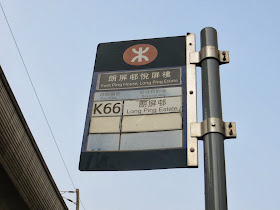 朗屏邨悅屏樓
Yuet Ping House, Long Ping Estate
K66
朗屏邨
Long Ping Estate